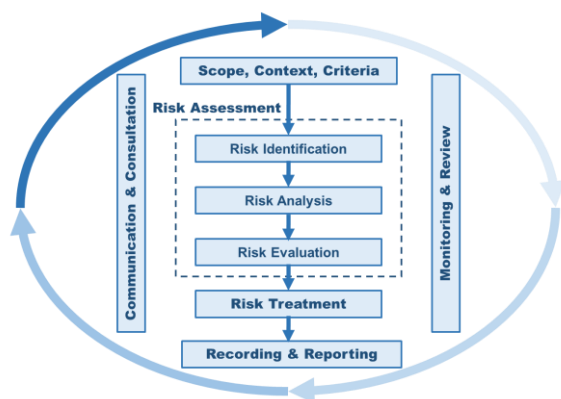 Scope, Context, Criteria
Risk Assessment
Risk Identification
Risk Analysis
Risk Evaluation
Risk Treatment
Recording & Reporting
Communication & Consultation
Monitoring & Review